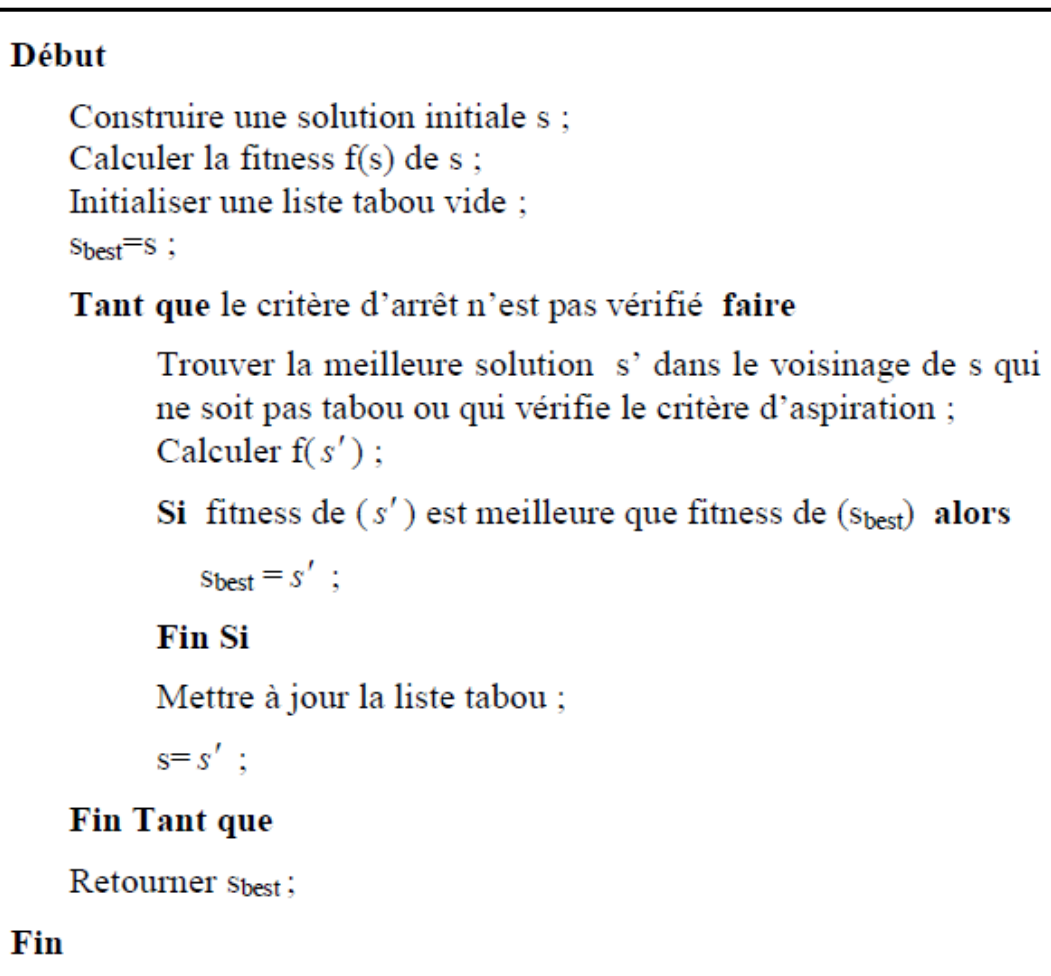 Début
Construire une solution initiale s ;
Calculer la fitness f(s) de s ;
Initialiser une liste tabou vide ;
sbest=s ;
Tant que le critère d’arrêt n’est pas vérifié faire
Trouver la meilleure solution s’ dans le voisinage de s qui
ne soit pas tabou ou qui vérifie le critère d’aspiration ;
Calculer f( s′ ) ;
Si fitness de ( s′ ) est meilleure que fitness de (sbest) alors
sbest = s′ ;
Fin Si
Mettre à jour la liste tabou ;
s= s′ ;
Fin Tant que
Retourner sbest ;
Fin